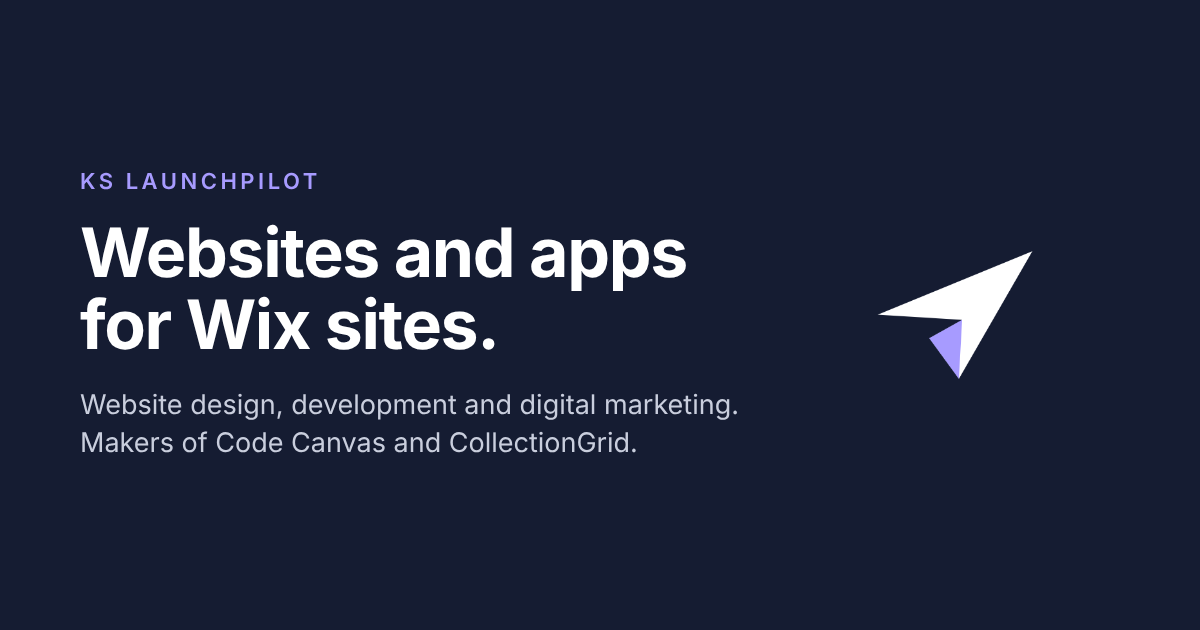 KS LAUNCHPILOT
Websites and apps
for Wix sites.
Website design, development and digital marketing.
Makers of Code Canvas and CollectionGrid.